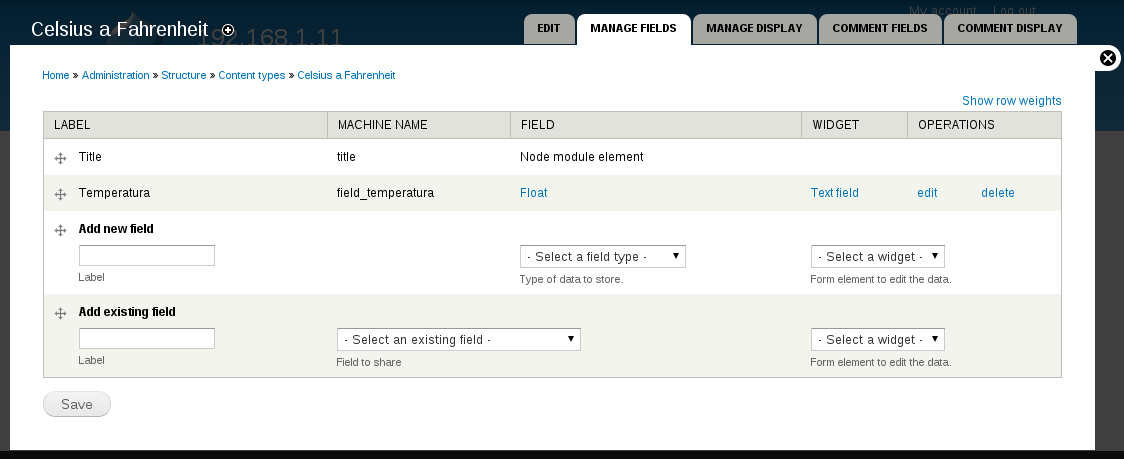 My account Log out
Celsius a Fahrenheit
192.168.1.11
EDIT MANAGE FIELDS MANAGE DISPLAY COMMENT FIELDS COMMENT DISPLAY
Home » Administration » Structure » Content types » Celsius a Fahrenheit
Show row weights
LABEL MACHINE NAME FIELD WIDGET OPERATIONS
Title title Node module element
Temperatura field_temperatura Float Text field edit delete
Add new field
- Select a field type - - Select a widget -
Label Type of data to store. Form element to edit the data.
Add existing field
- Select an existing field - - Select a widget -
Label Field to share Form element to edit the data.
Save